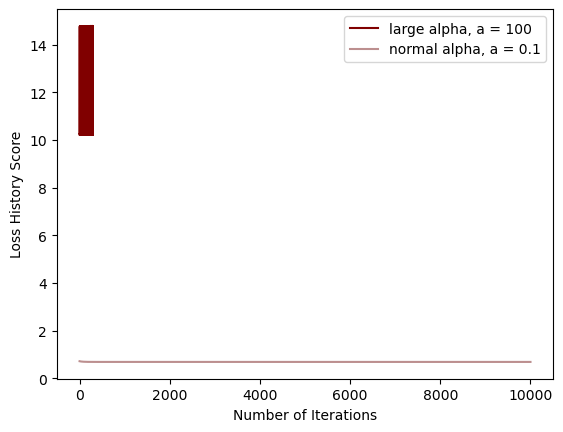 large alpha, a = 100
normal alpha, a = 0.1
14
12
10
8
6
4
2
0
Loss History Score
0 2000 4000 6000 8000 10000
Number of Iterations